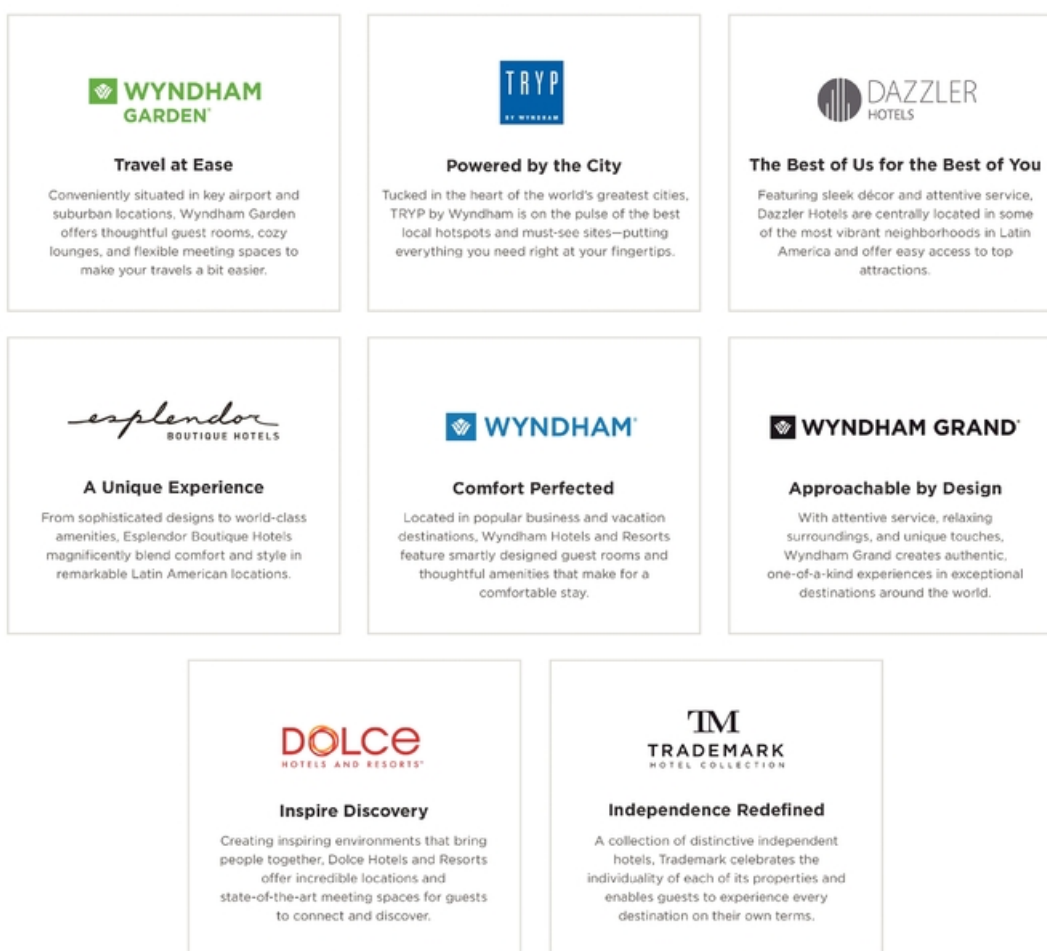 WYNDHAM
GARDEN®
Travel at Ease
Conveniently situated in key airport and
suburban locations, Wyndham Garden
offers thoughtful guest rooms, cozy
lounges, and flexible meeting spaces to
make your travels a bit easier.
TRYP
BY WYNDHAM
Powered by the City
Tucked in the heart of the world's greatest cities,
TRYP by Wyndham is on the pulse of the best
local hotspots and must-see sites—putting
everything you need right at your fingertips.
DAZZLER
HOTELS
The Best of Us for the Best of You
Featuring sleek décor and attentive service,
Dazzler Hotels are centrally located in some
of the most vibrant neighborhoods in Latin
America and offer easy access to top
attractions.
esplendor
BOUTIQUE HOTELS
A Unique Experience
From sophisticated designs to world-class
amenities, Esplendor Boutique Hotels
magnificently blend comfort and style in
remarkable Latin American locations.
WYNDHAM®
Comfort Perfected
Located in popular business and vacation
destinations, Wyndham Hotels and Resorts
feature smartly designed guest rooms and
thoughtful amenities that make for a
comfortable stay.
WYNDHAM GRAND®
Approachable by Design
With attentive service, relaxing
surroundings, and unique touches,
Wyndham Grand creates authentic,
one-of-a-kind experiences in exceptional
destinations around the world.
DOLCE
HOTELS AND RESORTS®
Inspire Discovery
Creating inspiring environments that bring
people together, Dolce Hotels and Resorts
offer incredible locations and
state-of-the-art meeting spaces for guests
to connect and discover.
TM
TRADEMARK
HOTEL COLLECTION
Independence Redefined
A collection of distinctive independent
hotels, Trademark celebrates the
individuality of each of its properties and
enables guests to experience every
destination on their own terms.